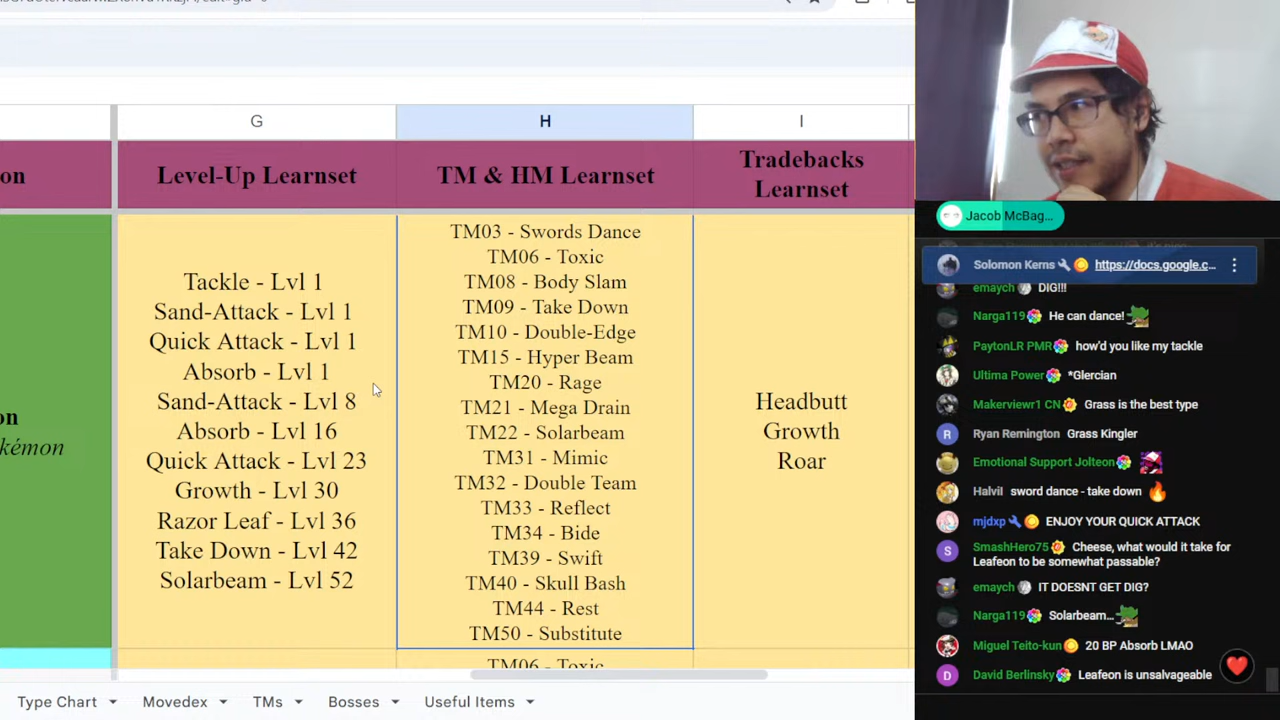 G
H
I
on
Level-Up Learnset
TM & HM Learnset
Tradebacks
Learnset
on
kémon
Tackle - Lvl 1
Sand-Attack - Lvl 1
Quick Attack - Lvl 1
Absorb - Lvl 1
Sand-Attack - Lvl 8
Absorb - Lvl 16
Quick Attack - Lvl 23
Growth - Lvl 30
Razor Leaf - Lvl 36
Take Down - Lvl 42
Solarbeam - Lvl 52
TM03 - Swords Dance
TM06 - Toxic
TM08 - Body Slam
TM09 - Take Down
TM10 - Double-Edge
TM15 - Hyper Beam
TM20 - Rage
TM21 - Mega Drain
TM22 - Solarbeam
TM31 - Mimic
TM32 - Double Team
TM33 - Reflect
TM34 - Bide
TM39 - Swift
TM40 - Skull Bash
TM44 - Rest
TM50 - Substitute
TM06 - Toxic
Headbutt
Growth
Roar
Type Chart
Movedex
TMs
Bosses
Useful Items
Jacob McBag...
Solomon Kerns https://docs.google.c...
emaych DIG!!!
Narga119 He can dance!
PaytonLR PMR how'd you like my tackle
Ultima Power *Glercian
Makerviewr1 CN Grass is the best type
R Ryan Remington Grass Kingler
Emotional Support Jolteon
Halvil sword dance - take down
mjdxp ENJOY YOUR QUICK ATTACK
S SmashHero75 Cheese, what would it take for
Leafeon to be somewhat passable?
emaych IT DOESNT GET DIG?
Narga119 Solarbeam...
Miguel Teito-kun 20 BP Absorb LMAO
D David Berlinsky Leafeon is unsalvageable